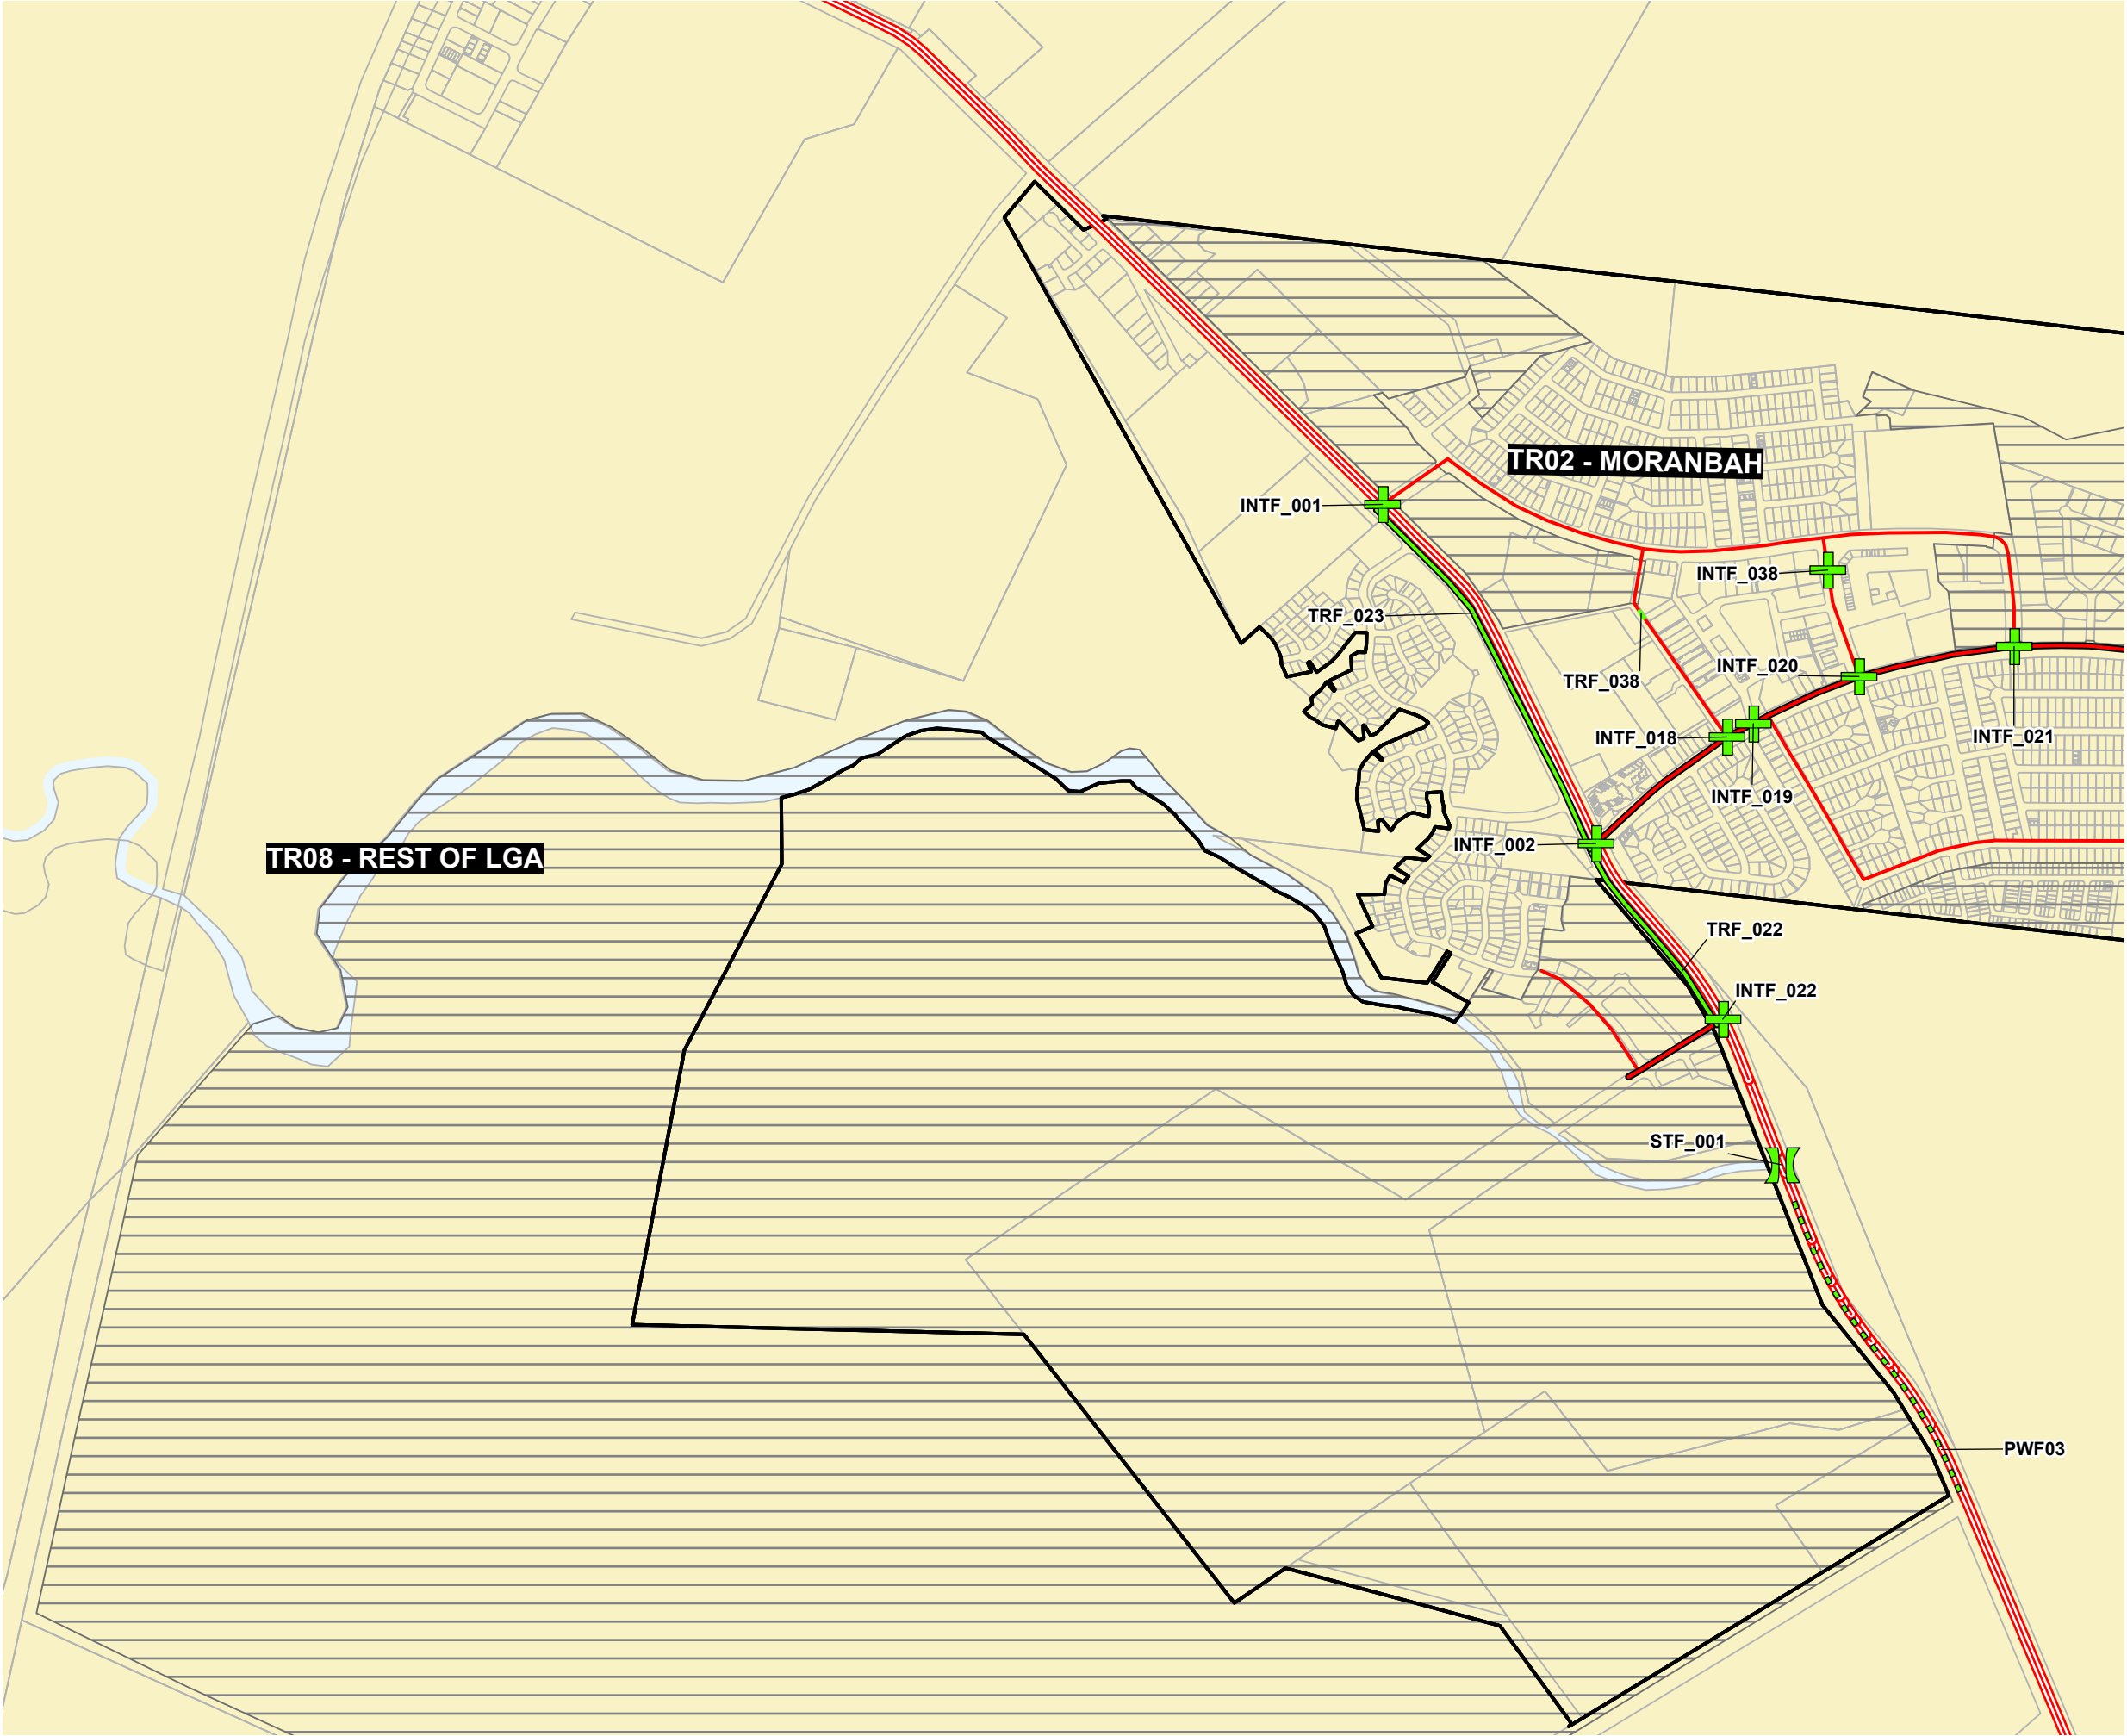 TR02 - MORANBAH
INTF_001
INTF_038
TRF_023
INTF_020
TRF_038
INTF_018
INTF_021
INTF_019
INTF_002
TR08 - REST OF LGA
TRF_022
INTF_022
STF_001
PWF03